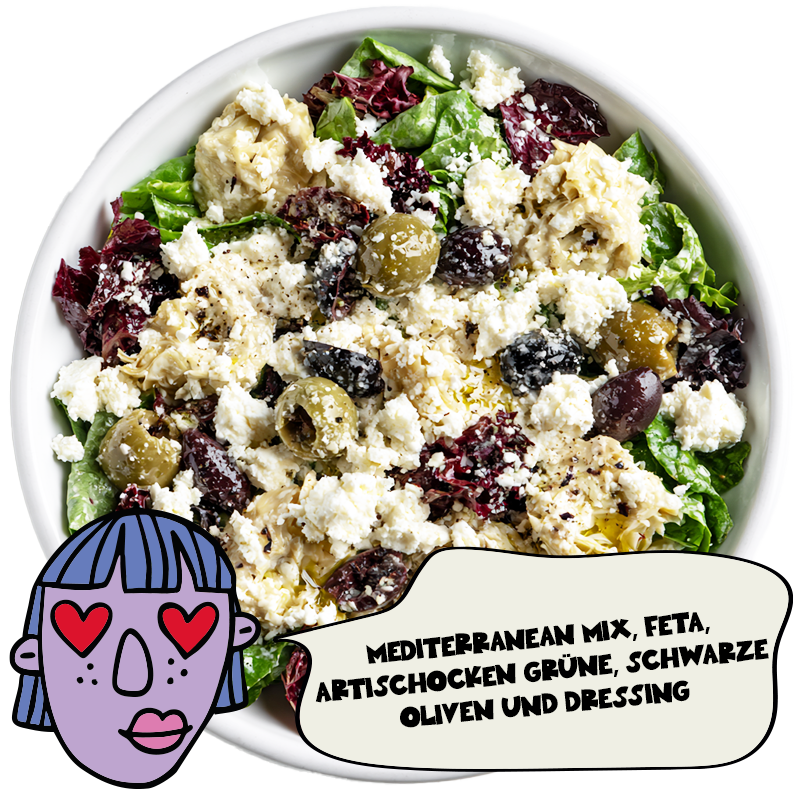 MEDITERRANEAN MIX, FETA,
ARTISCHOCKEN GRÜNE, SCHWARZE
OLIVEN UND DRESSING